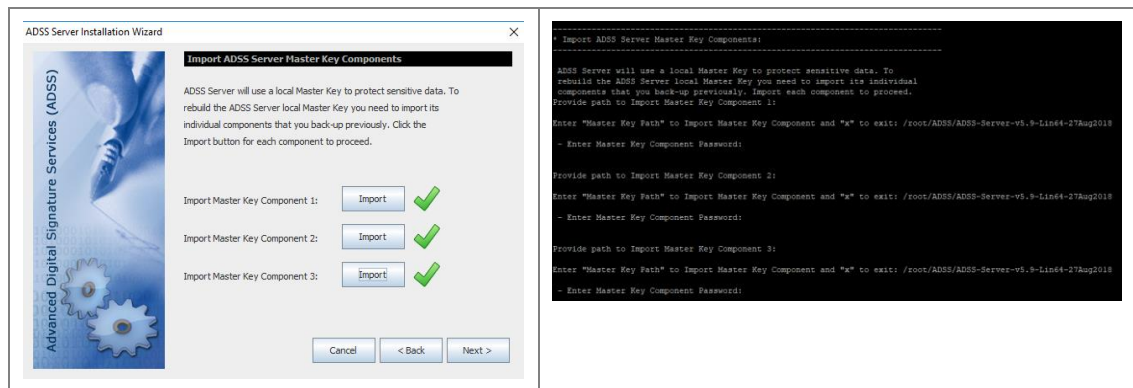 ADSS Server Installation Wizard
Advanced Digital Signature Services (ADSS)
Import ADSS Server Master Key Components
ADSS Server will use a local Master Key to protect sensitive data. To
rebuild the ADSS Server local Master Key you need to import its
individual components that you back-up previously. Click the
Import button for each component to proceed.
Import Master Key Component 1:
Import
Import Master Key Component 2:
Import
Import Master Key Component 3:
Import
Cancel
< Back
Next >
* Import ADSS Server Master Key Components:
ADSS Server will use a local Master Key to protect sensitive data. To
rebuild the ADSS Server local Master Key you need to import its individual
components that you back-up previously. Import each component to proceed.
Provide path to Import Master Key Component 1:
Enter "Master Key Path" to Import Master Key Component and "x" to exit: /root/ADSS/ADSS-Server-v5.9-Lin64-27Aug2018
- Enter Master Key Component Password:
Provide path to Import Master Key Component 2:
Enter "Master Key Path" to Import Master Key Component and "x" to exit: /root/ADSS/ADSS-Server-v5.9-Lin64-27Aug2018
- Enter Master Key Component Password:
Provide path to Import Master Key Component 3:
Enter "Master Key Path" to Import Master Key Component and "x" to exit: /root/ADSS/ADSS-Server-v5.9-Lin64-27Aug2018
- Enter Master Key Component Password: